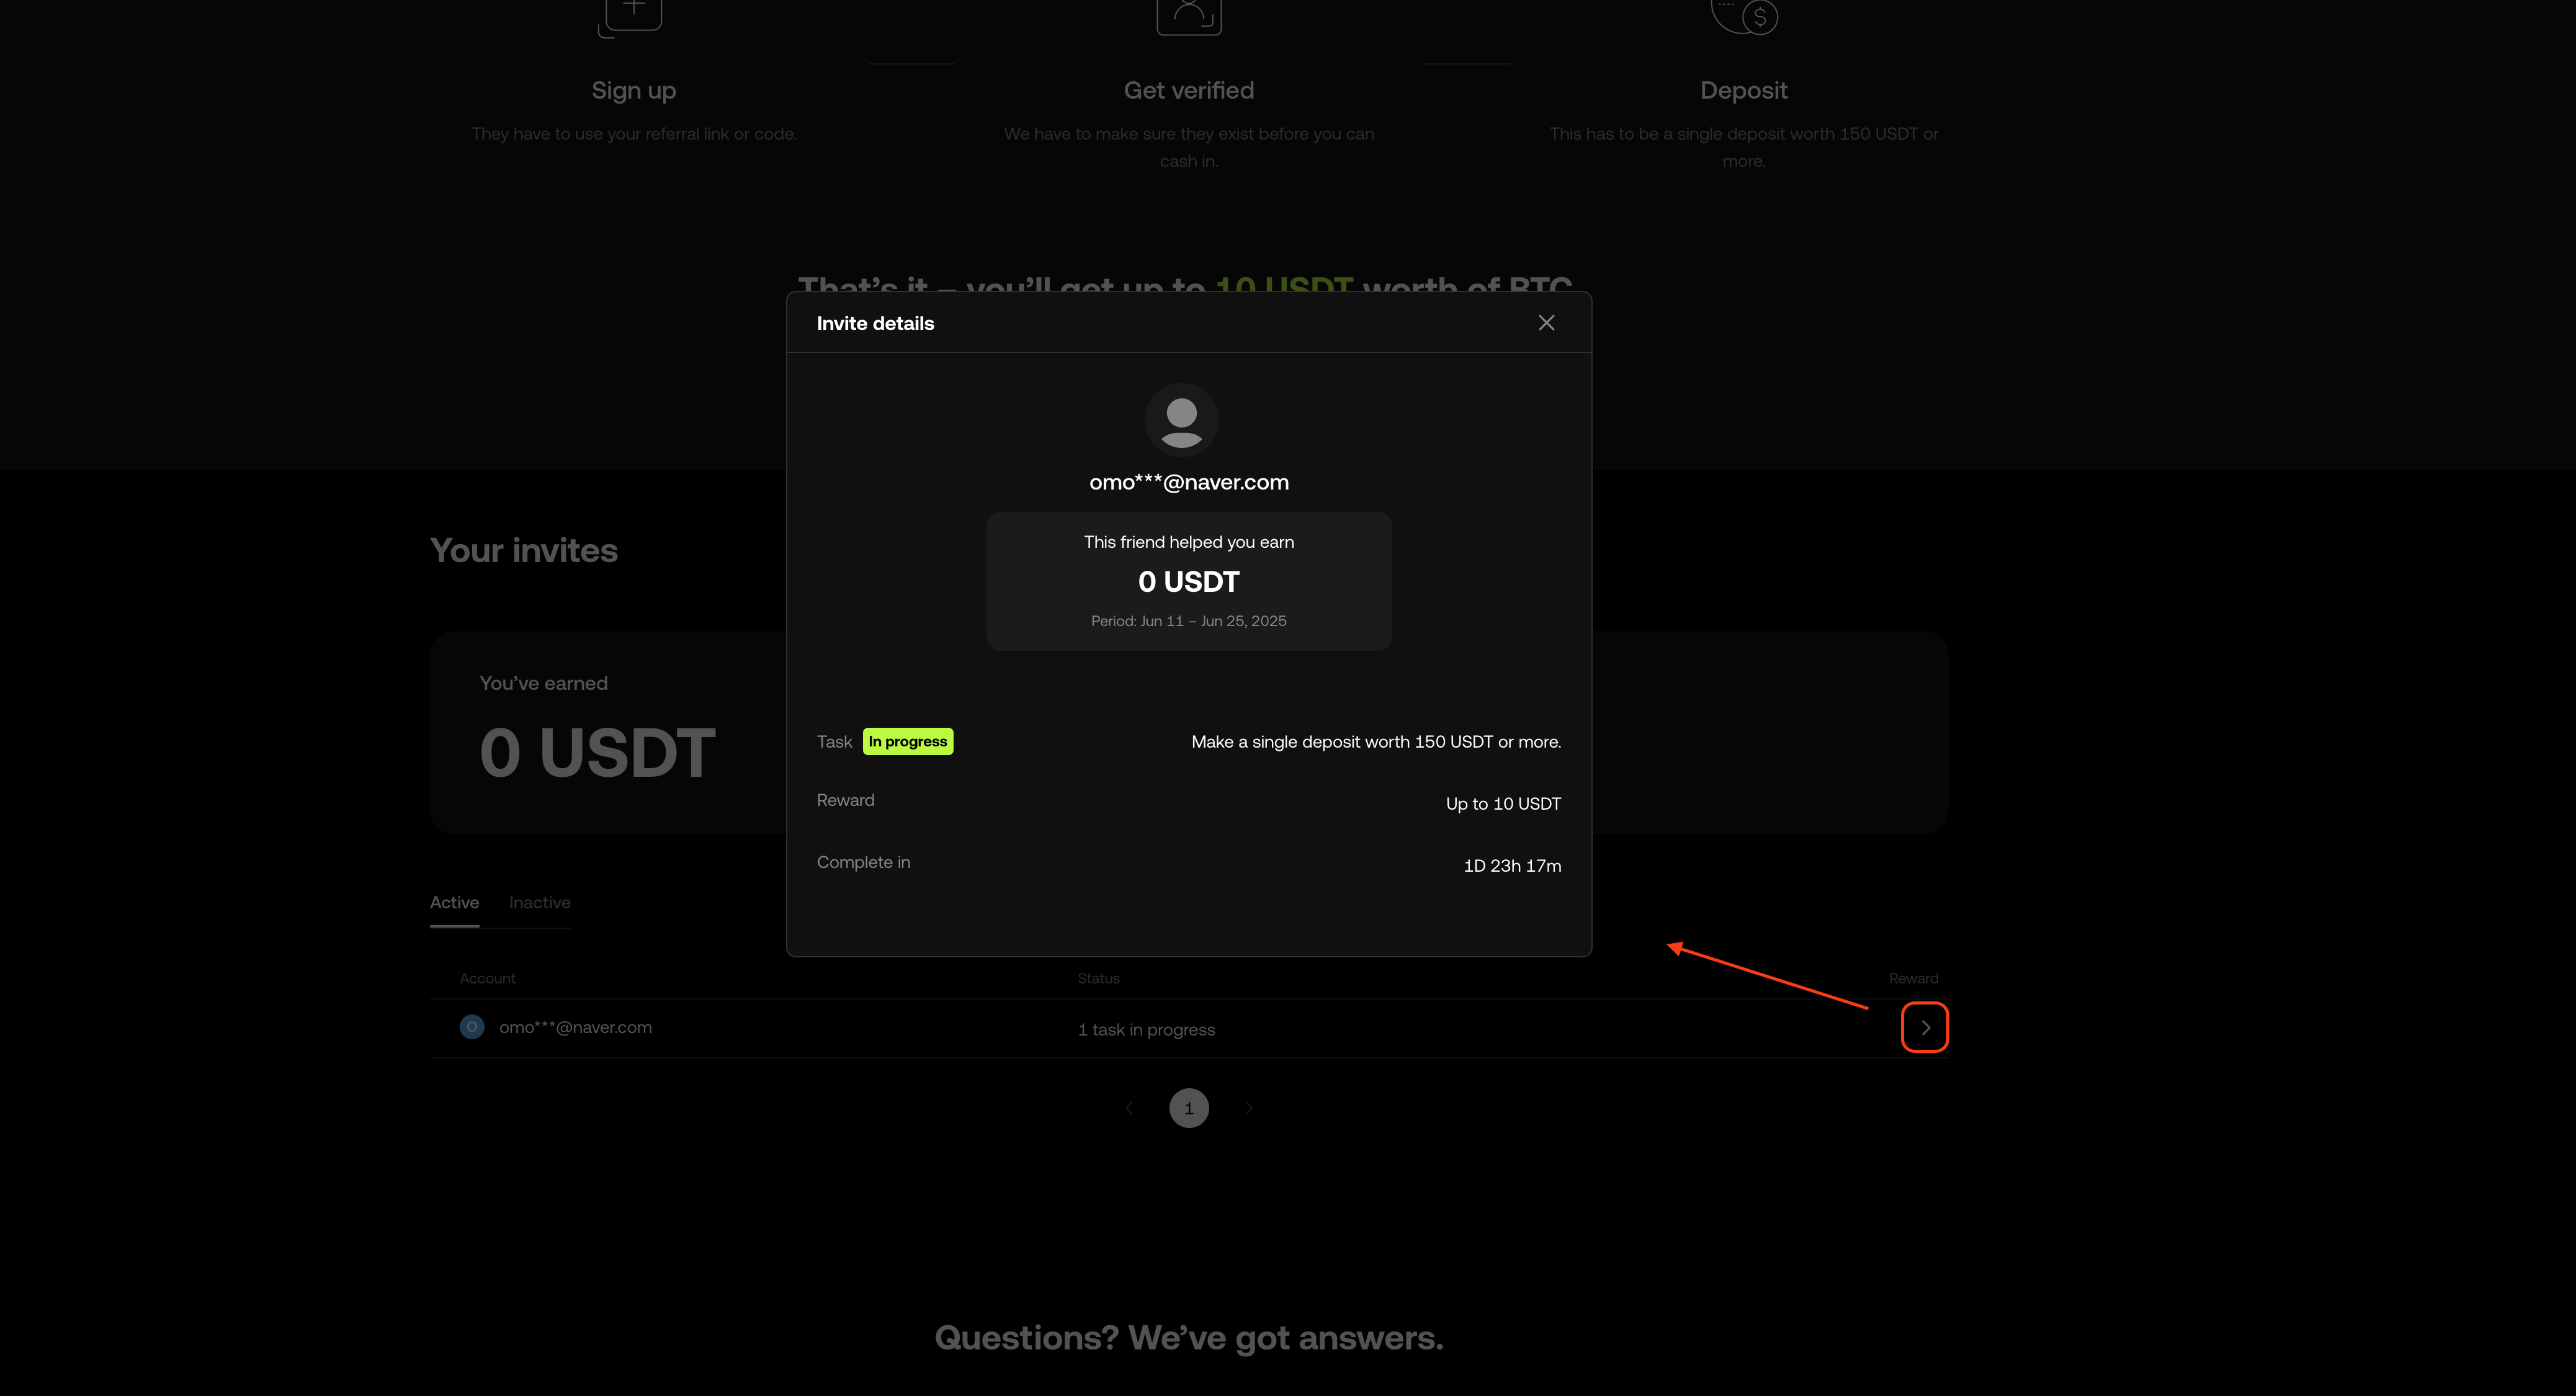 Sign up
They have to use your referral link or code.
Get verified
We have to make sure they exist before you can
cash in.
Deposit
This has to be a single deposit worth 150 USDT or
more.
That's it – you'll get up to 10 USDT worth of BTC
Invite details
omo***@naver.com
This friend helped you earn
0 USDT
Period: Jun 11 – Jun 25, 2025
Task In progress Make a single deposit worth 150 USDT or more.
Reward Up to 10 USDT
Complete in 1D 23h 17m
Your invites
You've earned
0 USDT
Active Inactive
Account Status Reward
O omo***@naver.com 1 task in progress
1
Questions? We've got answers.